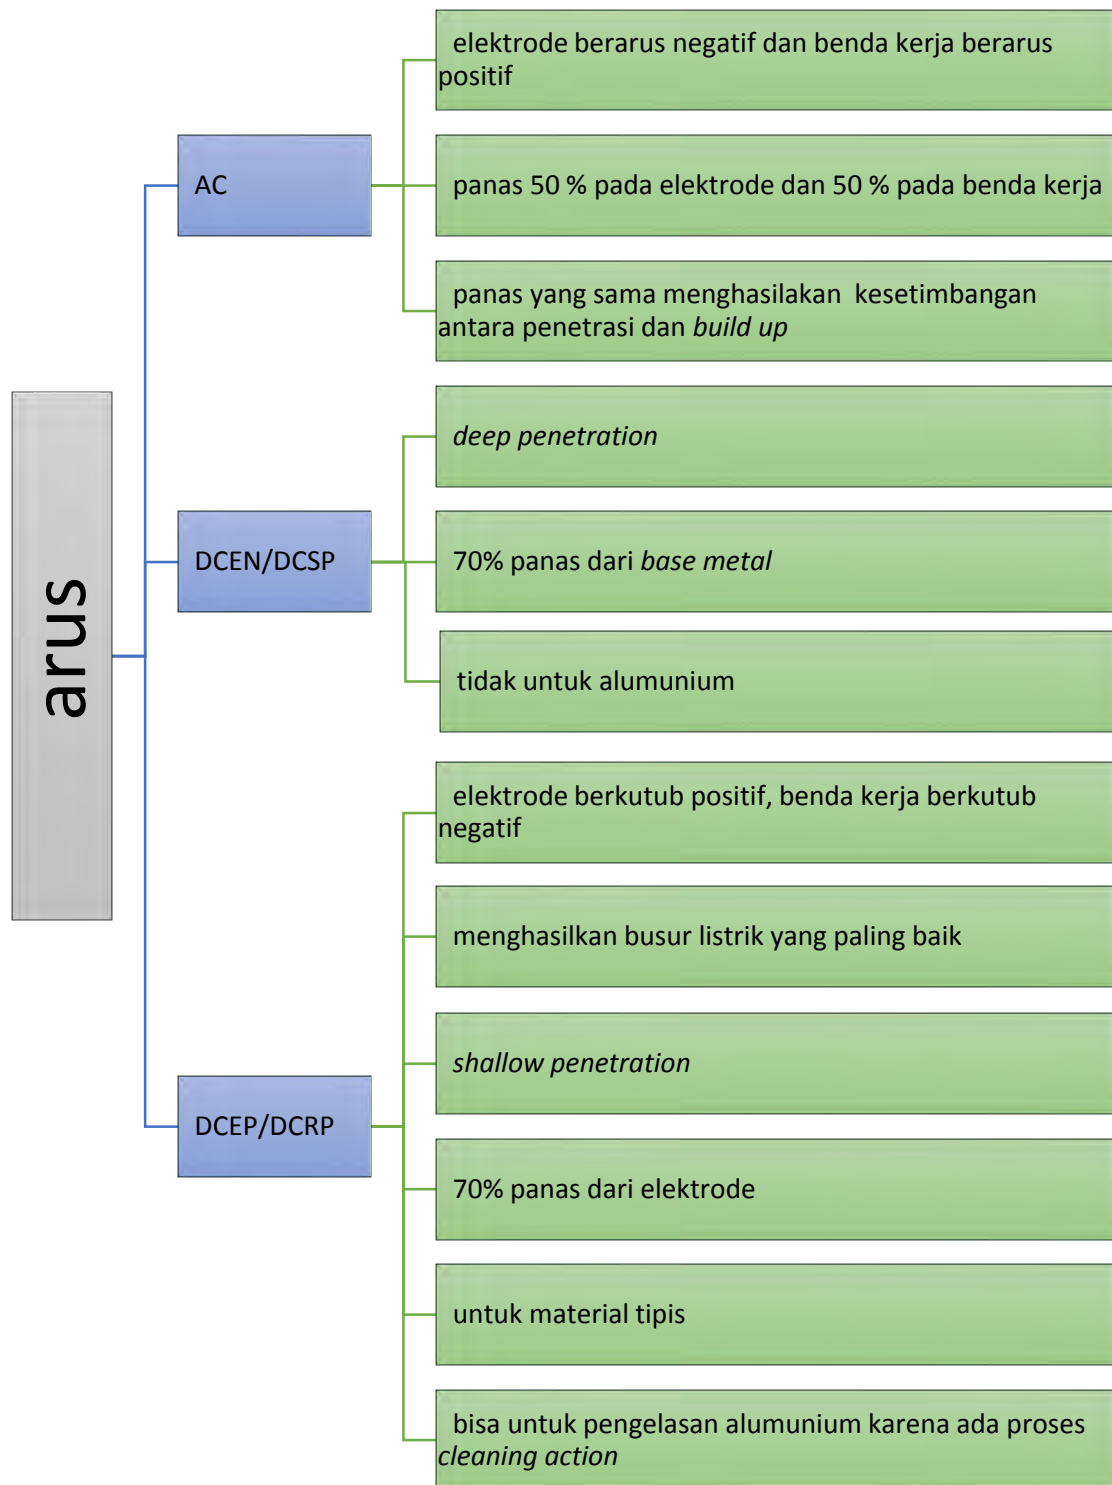 arus
AC
elektrode berarus negatif dan benda kerja berarus
positif
panas 50 % pada elektrode dan 50 % pada benda kerja
panas yang sama menghasilakan kesetimbangan
antara penetrasi dan build up
DCEN/DCSP
deep penetration
70% panas dari base metal
tidak untuk alumunium
DCEP/DCRP
elektrode berkutub positif, benda kerja berkutub
negatif
menghasilkan busur listrik yang paling baik
shallow penetration
70% panas dari elektrode
untuk material tipis
bisa untuk pengelasan alumunium karena ada proses
cleaning action